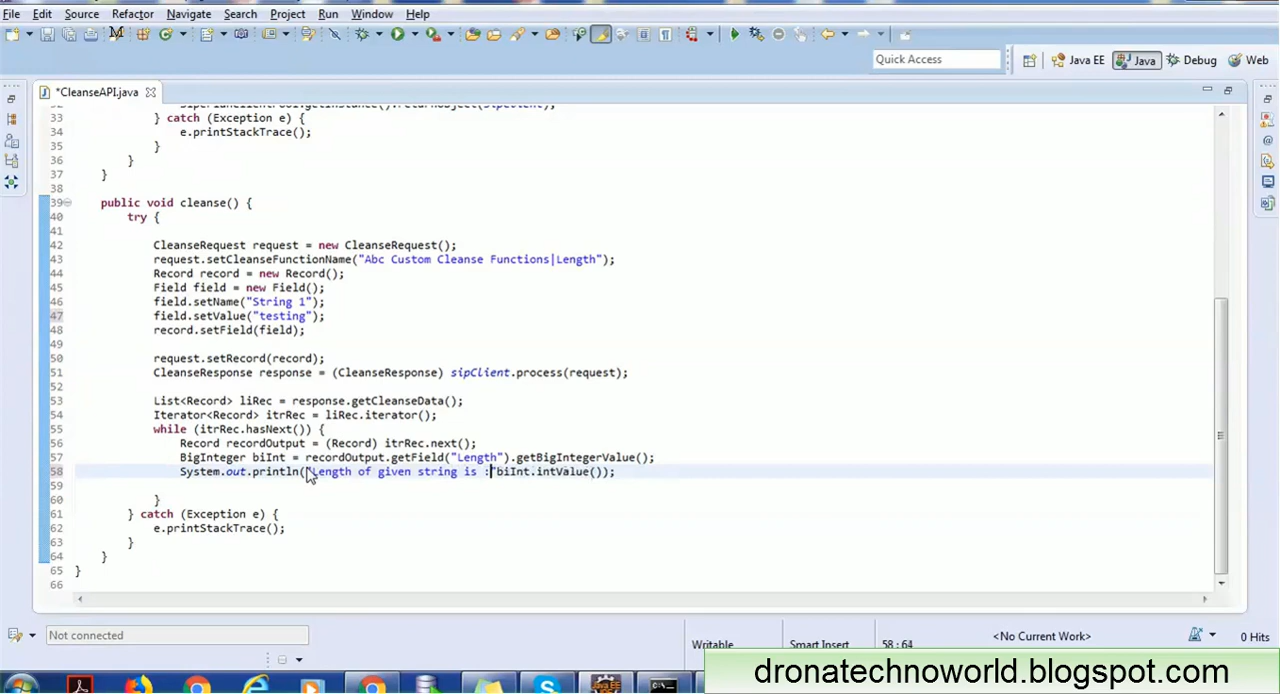 File Edit Source Refactor Navigate Search Project Run Window Help
Quick Access
Java EE Java Debug Web
*CleanseAPI.java
33 } catch (Exception e) {
34 e.printStackTrace();
35 }
36 }
37 }
38
39 public void cleanse() {
40 try {
41
42 CleanseRequest request = new CleanseRequest();
43 request.setCleanseFunctionName("Abc Custom Cleanse Functions|Length");
44 Record record = new Record();
45 Field field = new Field();
46 field.setName("String 1");
47 field.setValue("testing");
48 record.setField(field);
49
50 request.setRecord(record);
51 CleanseResponse response = (CleanseResponse) sipClient.process(request);
52
53 List<Record> liRec = response.getCleanseData();
54 Iterator<Record> itrRec = liRec.iterator();
55 while (itrRec.hasNext()) {
56 Record recordOutput = (Record) itrRec.next();
57 BigInteger biInt = recordOutput.getField("Length").getBigIntegerValue();
58 System.out.println("Length of given string is :"biInt.intValue());
59
60 }
61 } catch (Exception e) {
62 e.printStackTrace();
63 }
64 }
65 }
66
Not connected
Writable Smart Insert 58 : 64 <No Current Work> 0 Hits
dronatechnoworld.blogspot.com